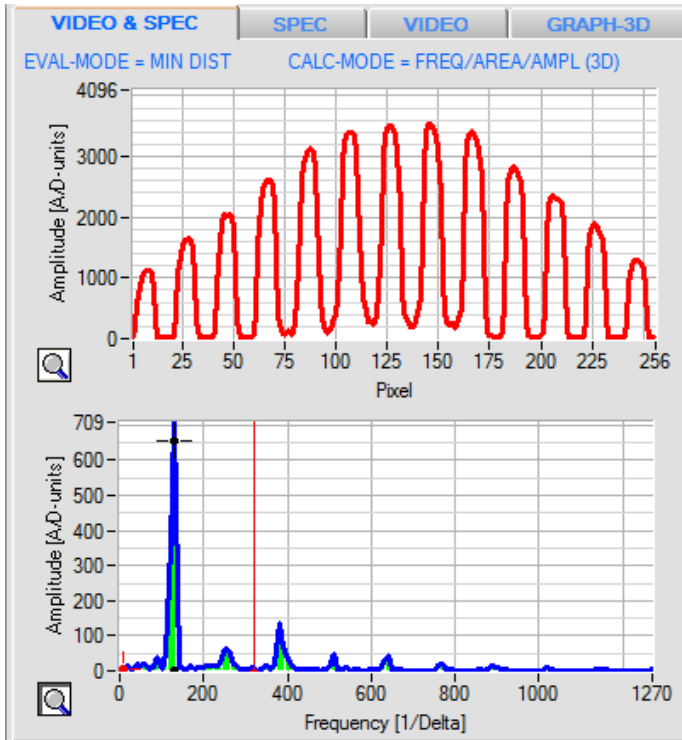 VIDEO & SPEC SPEC VIDEO GRAPH-3D
EVAL-MODE = MIN DIST CALC-MODE = FREQ/AREA/AMPL (3D)
4096
3000
2000
1000
0
Amplitude [A/D-units]
1 25 50 75 100 125 150 175 200 225 256
Pixel
709
600
500
400
300
200
100
0
Amplitude [A/D-units]
0 200 400 600 800 1000 1270
Frequency [1/Delta]